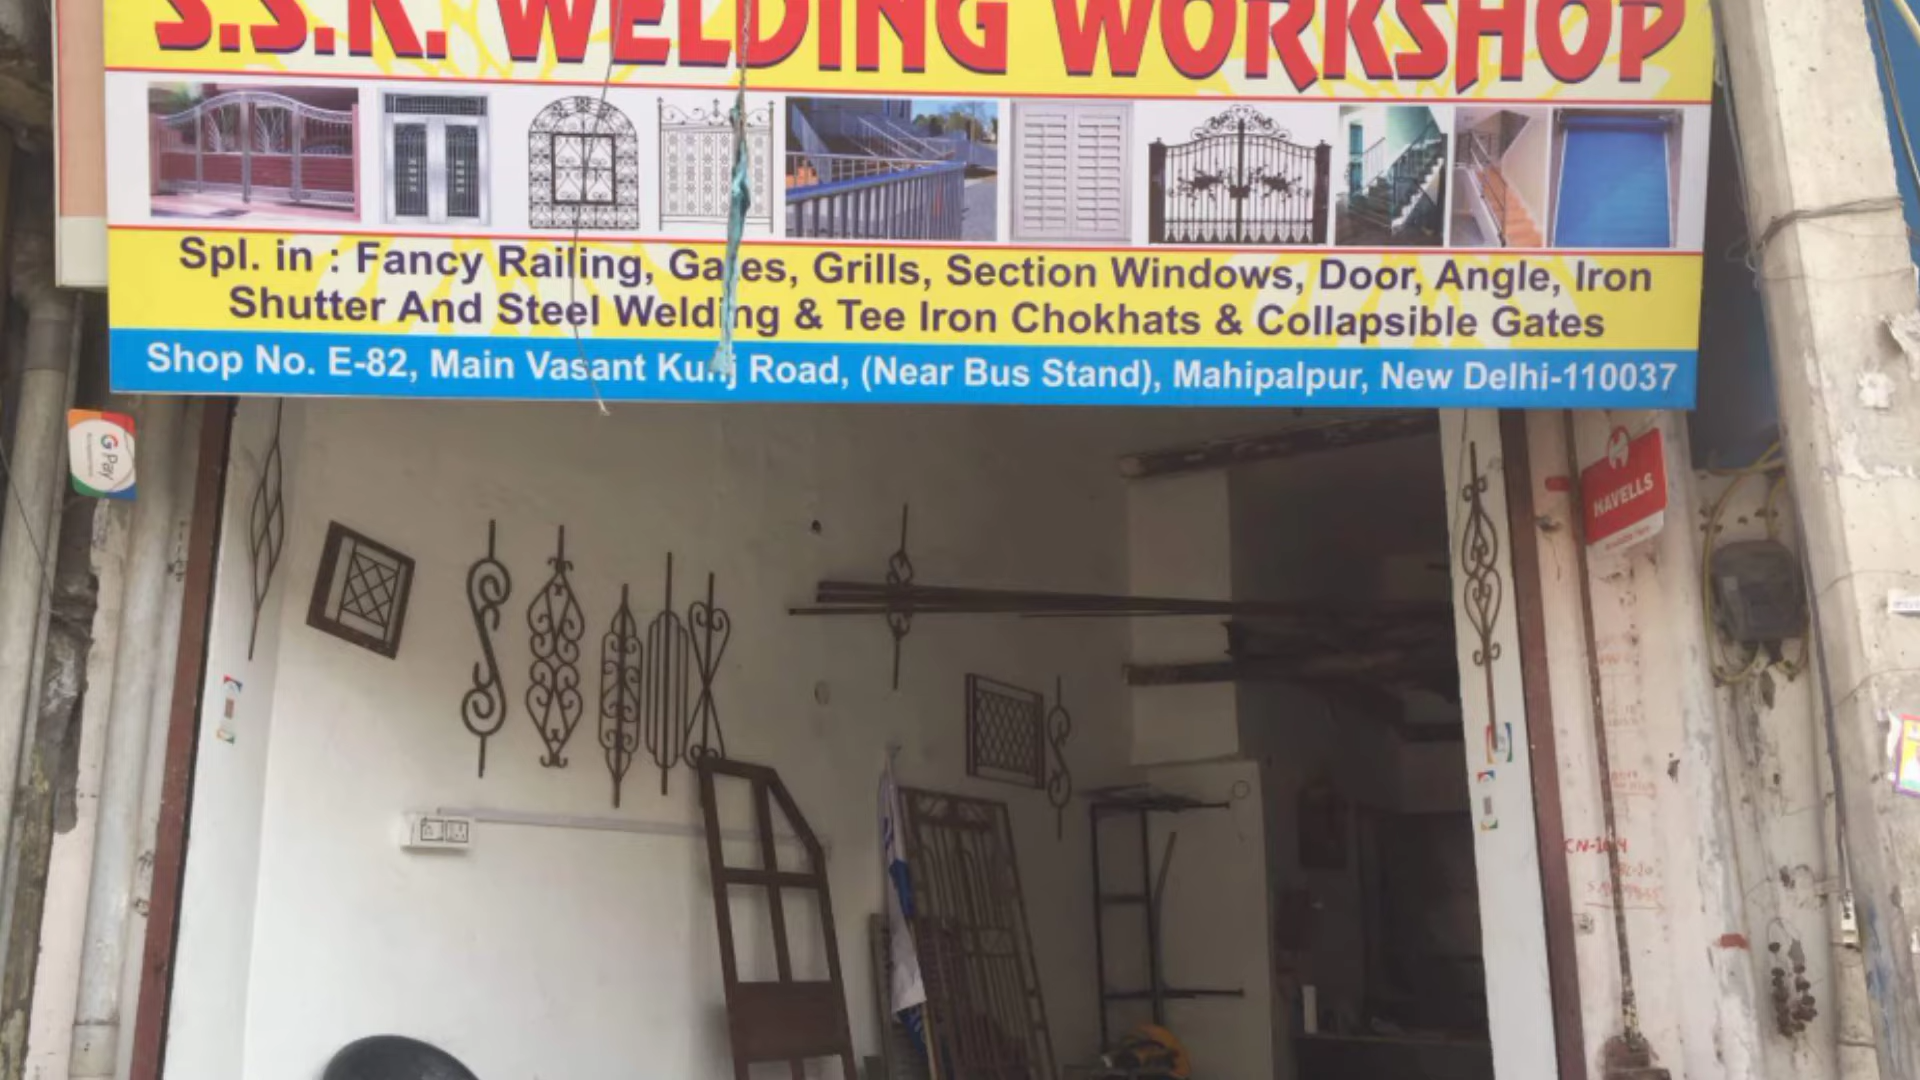 S.S.K. WELDING WORKSHOP
Spl. in : Fancy Railing, Gates, Grills, Section Windows, Door, Angle, Iron
Shutter And Steel Welding & Tee Iron Chokhats & Collapsible Gates
Shop No. E-82, Main Vasant Kunj Road, (Near Bus Stand), Mahipalpur, New Delhi-110037
G Pay
HAVELLS